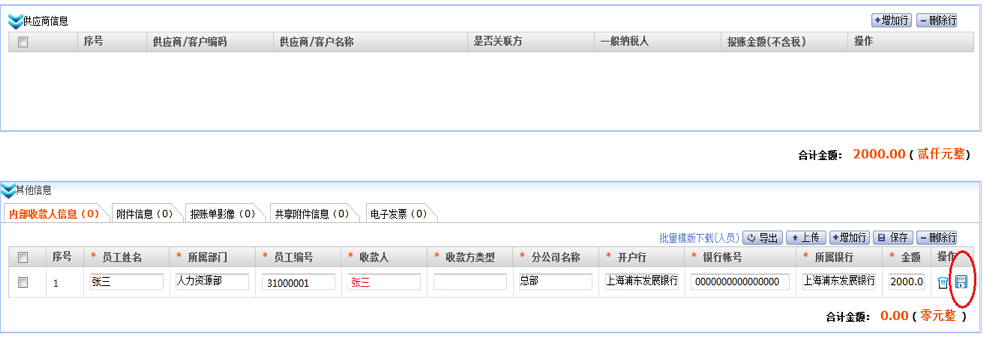 供应商信息 增加行 删除行
序号 供应商/客户编码 供应商/客户名称 是否关联方 一般纳税人 报账金额(不含税) 操作
合计金额: 2000.00 ( 贰仟元整)
其他信息
内部收款人信息 (0) 附件信息 (0) 报账单影像 (0) 共享附件信息 (0) 电子发票 (0)
批量模版下载(人员) 导出 上传 增加行 保存 删除行
序号 * 员工姓名 * 所属部门 * 员工编号 * 收款人 * 收款方类型 * 分公司名称 * 开户行 * 银行帐号 * 所属银行 * 金额 操作
1 张三 人力资源部 31000001 张三 总部 上海浦东发展银行 0000000000000000 上海浦东发展银行 2000.0
合计金额: 0.00 ( 零元整 )